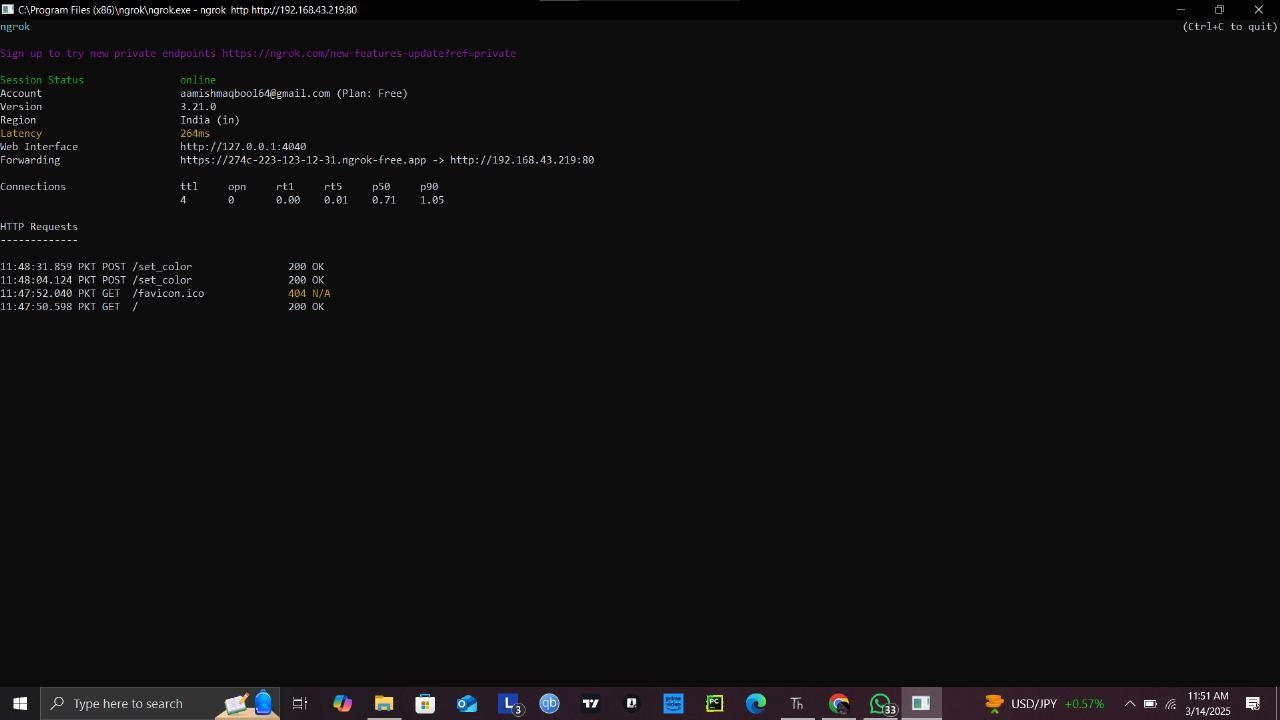 C:\Program Files (x86)\ngrok\ngrok.exe - ngrok  http http://192.168.43.219:80
ngrok (Ctrl+C to quit)
Sign up to try new private endpoints https://ngrok.com/new-features-update?ref=private
Session Status online
Account aamishmaqbool64@gmail.com (Plan: Free)
Version 3.21.0
Region India (in)
Latency 264ms
Web Interface http://127.0.0.1:4040
Forwarding https://274c-223-123-12-31.ngrok-free.app -> http://192.168.43.219:80
Connections ttl opn rt1 rt5 p50 p90
4 0 0.00 0.01 0.71 1.05
HTTP Requests
-------------
11:48:31.859 PKT POST /set_color 200 OK
11:48:04.124 PKT POST /set_color 200 OK
11:47:52.040 PKT GET /favicon.ico 404 N/A
11:47:50.598 PKT GET / 200 OK
Type here to search L 3 qb prime video PC Th 33 USD/JPY +0.57% 11:51 AM
3/14/2025